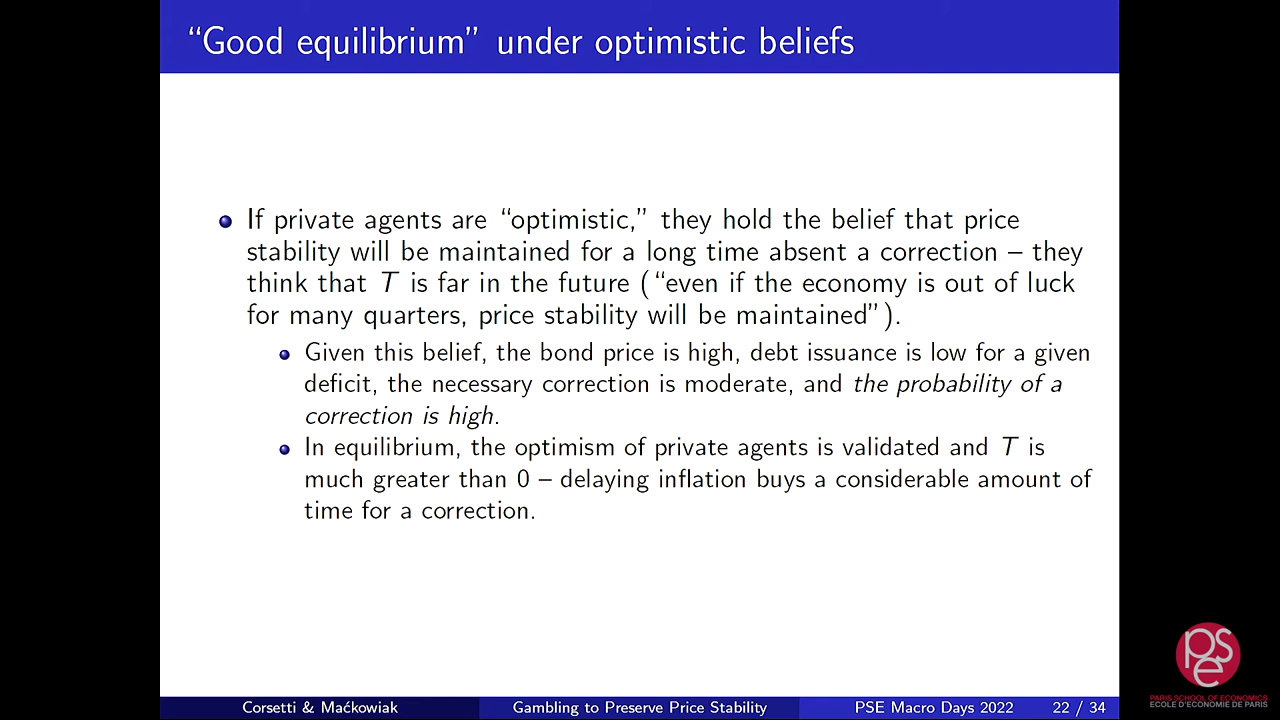 “Good equilibrium” under optimistic beliefs
If private agents are “optimistic,” they hold the belief that price
stability will be maintained for a long time absent a correction – they
think that T is far in the future (“even if the economy is out of luck
for many quarters, price stability will be maintained”).
Given this belief, the bond price is high, debt issuance is low for a given
deficit, the necessary correction is moderate, and the probability of a
correction is high.
In equilibrium, the optimism of private agents is validated and T is
much greater than 0 – delaying inflation buys a considerable amount of
time for a correction.
pse
PARIS SCHOOL OF ECONOMICS
ECOLE D'ECONOMIE DE PARIS
Corsetti & Maćkowiak Gambling to Preserve Price Stability PSE Macro Days 2022 22 / 34